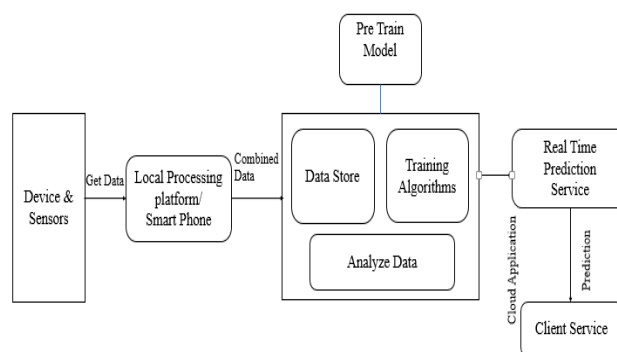 Pre Train
Model
Device &
Sensors
Get Data
Local Processing
platform/
Smart Phone
Combined
Data
Data Store
Training
Algorithms
Analyze Data
Real Time
Prediction
Service
Cloud Application
Prediction
Client Service